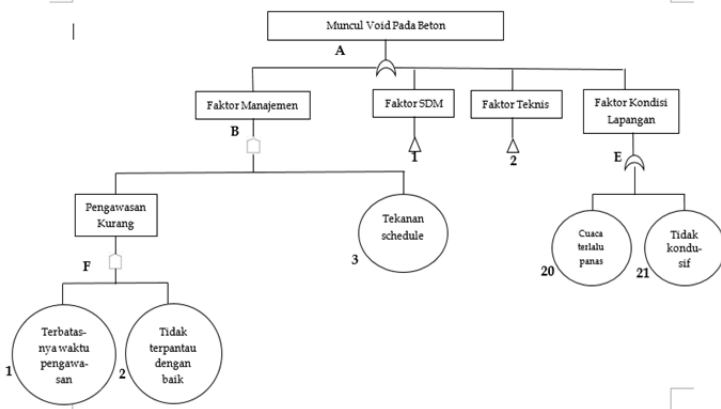 Muncul Void Pada Beton
A
Faktor Manajemen
Faktor SDM
Faktor Teknis
Faktor Kondisi
Lapangan
B
1
2
E
Pengawasan
Kurang
Tekanan
schedule
3
Cuaca
terlalu
panas
20
Tidak
kondu-
sif
21
F
Terbatas-
nya waktu
pengawa-
san
1
Tidak
terpantau
dengan
baik
2